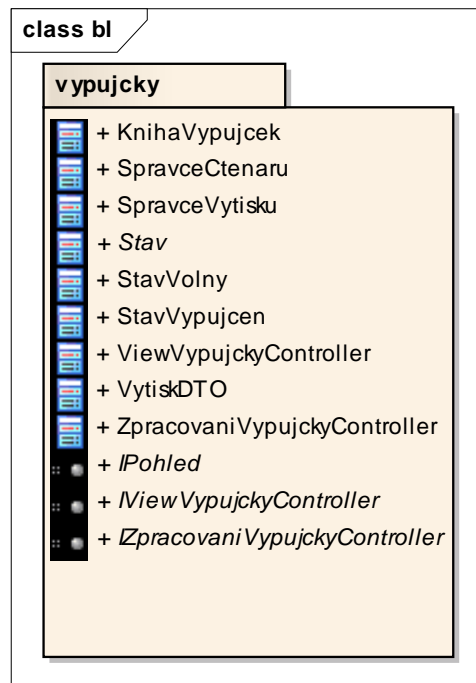 class bl
vypujcky
+ KnihaVypujcek
+ SpravceCtenaru
+ SpravceVytisku
+ Stav
+ StavVolny
+ StavVypujcen
+ ViewVypujckyController
+ VytiskDTO
+ ZpracovaniVypujckyController
+ IPohled
+ IViewVypujckyController
+ IZpracovaniVypujckyController